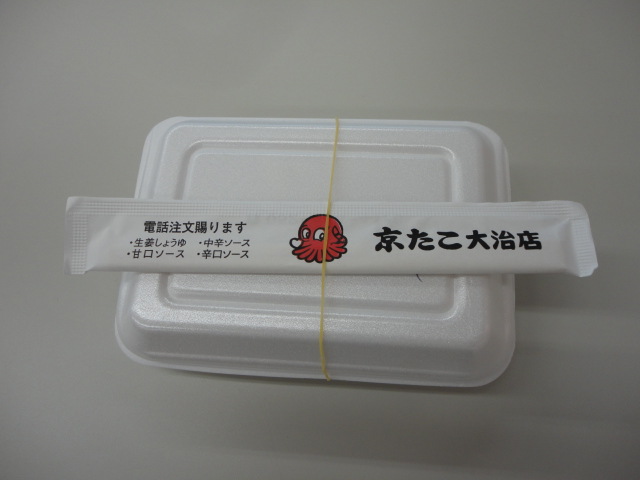 電話注文賜ります
・生姜しょうゆ ・中辛ソース
・甘口ソース ・辛口ソース
京たこ大治店